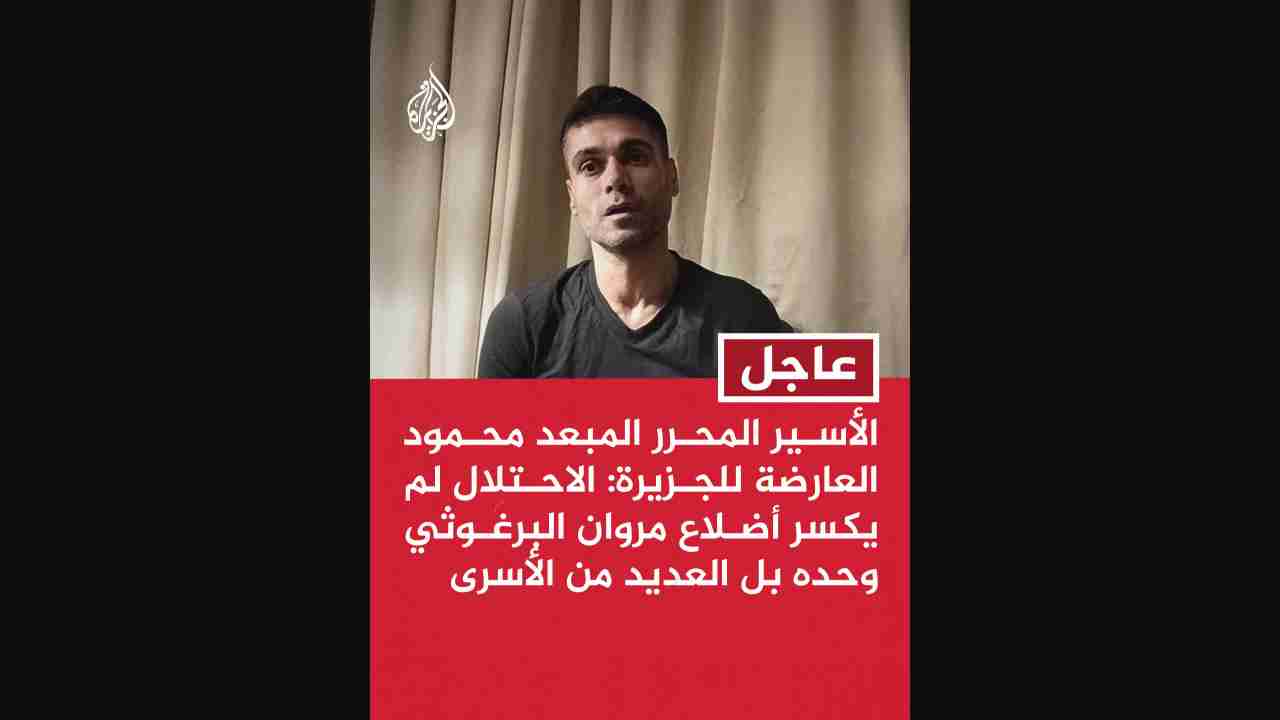 الجزيرة
عاجل
الأسير المحرر المبعد محمود
العارضة للجزيرة: الاحتلال لم
يكسر أضلاع مروان البرغوثي
وحده بل العديد من الأسرى